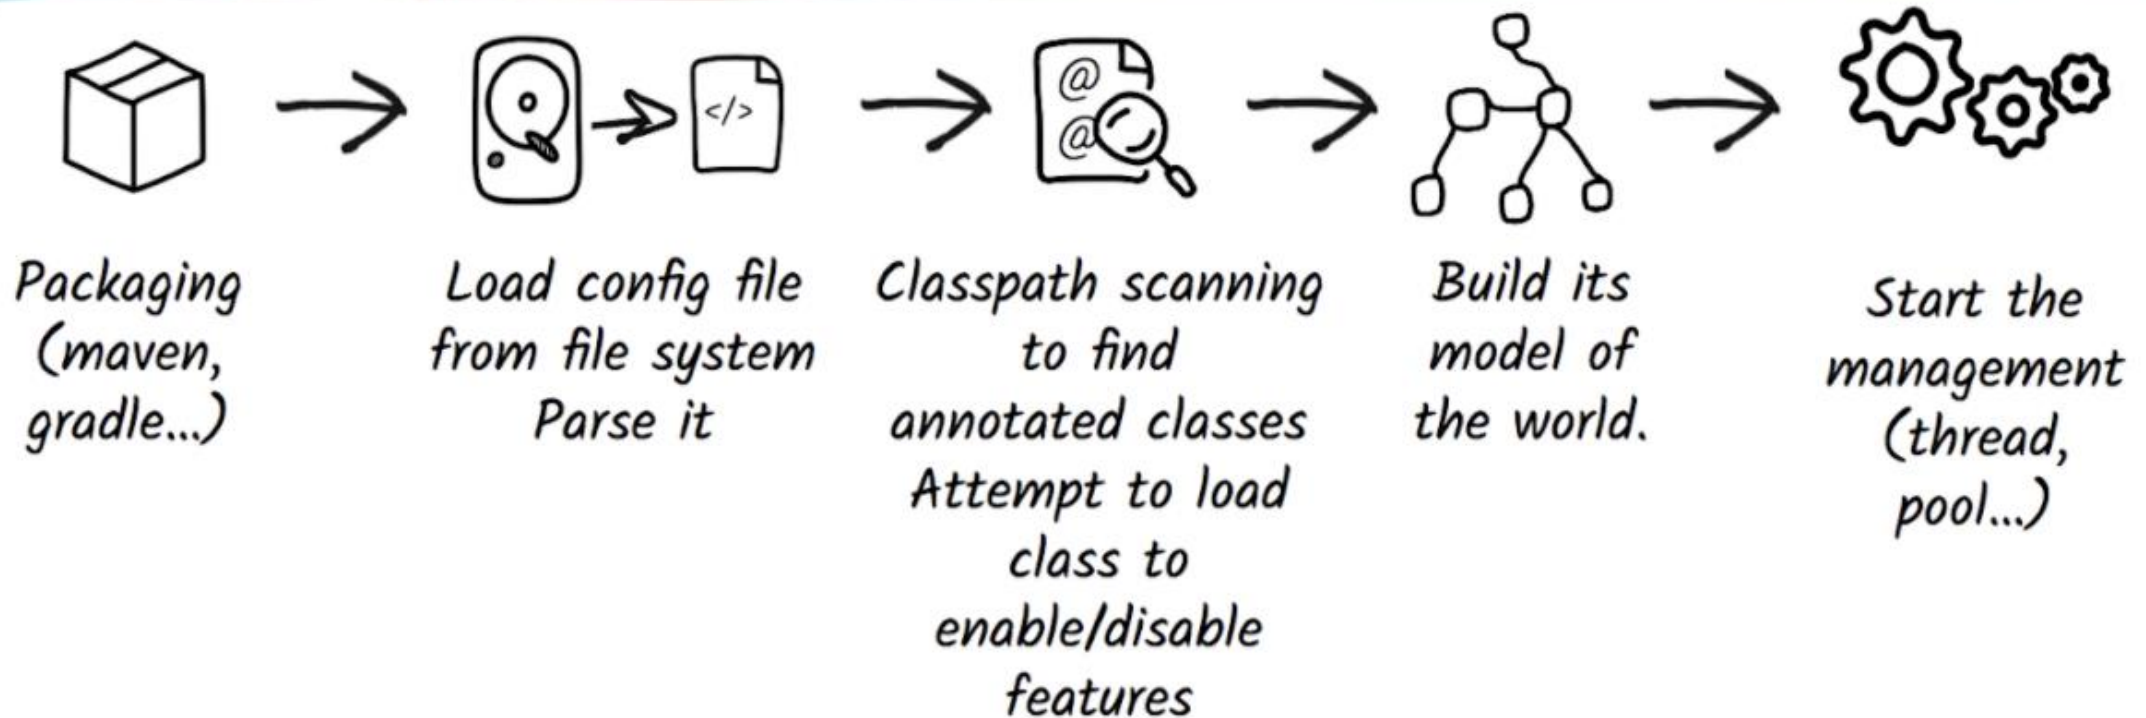 </>
@
@
Packaging
(maven,
gradle...)
Load config file
from file system
Parse it
Classpath scanning
to find
annotated classes
Attempt to load
class to
enable/disable
features
Build its
model of
the world.
Start the
management
(thread,
pool...)